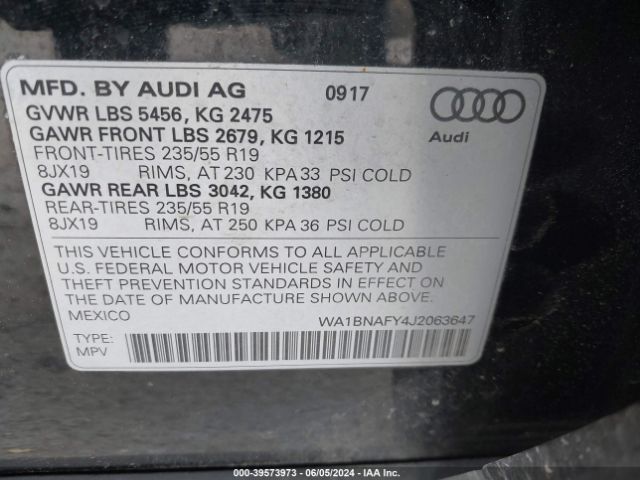 MFD. BY AUDI AG 0917
GVWR LBS 5456, KG 2475
GAWR FRONT LBS 2679, KG 1215
Audi
FRONT-TIRES 235/55 R19
8JX19 RIMS, AT 230 KPA 33 PSI COLD
GAWR REAR LBS 3042, KG 1380
REAR-TIRES 235/55 R19
8JX19 RIMS, AT 250 KPA 36 PSI COLD
THIS VEHICLE CONFORMS TO ALL APPLICABLE
U.S. FEDERAL MOTOR VEHICLE SAFETY AND
THEFT PREVENTION STANDARDS IN EFFECT ON
THE DATE OF MANUFACTURE SHOWN ABOVE.
MEXICO WA1BNAFY4J2063647
TYPE:
MPV
000-39573973 - 06/05/2024 - IAA Inc.